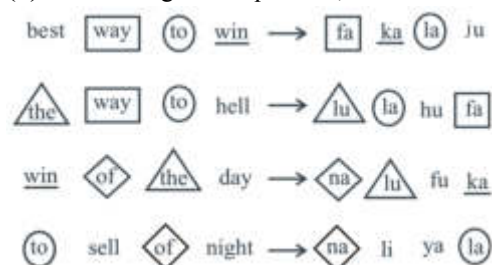 best way to win → fa ka la ju
the way to hell → lu la hu fa
win of the day → na lu fu ka
to sell of night → na li ya la